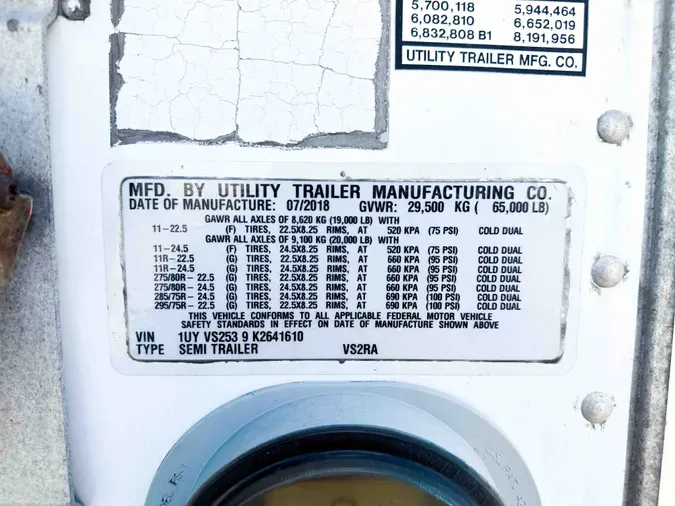 5,700,118 5,944,464
6,082,810 6,652,019
6,832,808 B1 8,191,956
UTILITY TRAILER MFG. CO.
MFD. BY UTILITY TRAILER MANUFACTURING CO.
DATE OF MANUFACTURE: 07/2018 GVWR: 29,500 KG ( 65,000 LB)
GAWR ALL AXLES OF 8,620 KG (19,000 LB) WITH
11-22.5 (F) TIRES, 22.5X8.25 RIMS, AT 520 KPA (75 PSI) COLD DUAL
GAWR ALL AXLES OF 9,100 KG (20,000 LB) WITH
11-24.5 (F) TIRES, 24.5X8.25 RIMS, AT 520 KPA (75 PSI) COLD DUAL
11R-22.5 (G) TIRES, 22.5X8.25 RIMS, AT 660 KPA (95 PSI) COLD DUAL
11R-24.5 (G) TIRES, 24.5X8.25 RIMS, AT 660 KPA (95 PSI) COLD DUAL
275/80R-22.5 (G) TIRES, 22.5X8.25 RIMS, AT 660 KPA (95 PSI) COLD DUAL
275/80R-24.5 (G) TIRES, 24.5X8.25 RIMS, AT 660 KPA (95 PSI) COLD DUAL
285/75R-24.5 (G) TIRES, 24.5X8.25 RIMS, AT 690 KPA (100 PSI) COLD DUAL
295/75R-22.5 (G) TIRES, 22.5X8.25 RIMS, AT 690 KPA (100 PSI) COLD DUAL
THIS VEHICLE CONFORMS TO ALL APPLICABLE FEDERAL MOTOR VEHICLE
SAFETY STANDARDS IN EFFECT ON DATE OF MANUFACTURE SHOWN ABOVE
VIN 1UY VS253 9 K2641610
TYPE SEMI TRAILER VS2RA